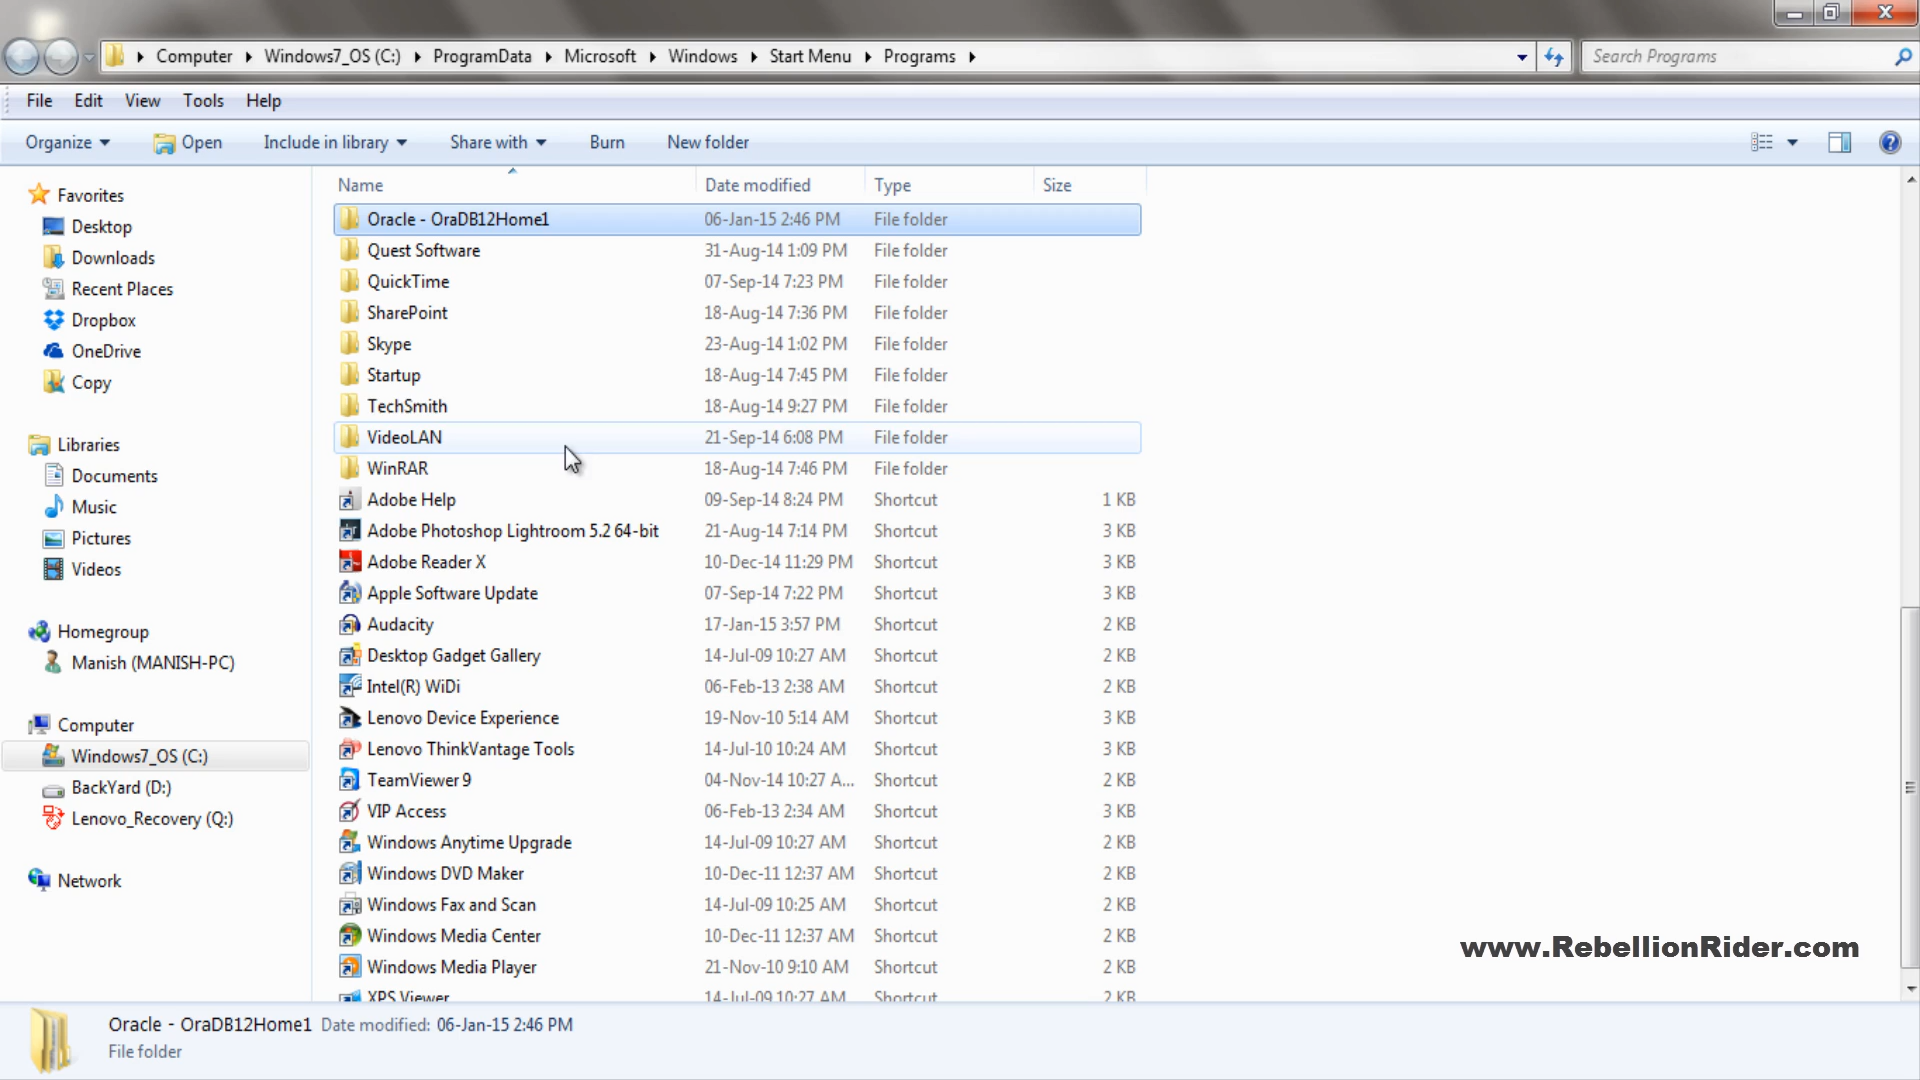 Computer Windows7_OS (C:) ProgramData Microsoft Windows Start Menu Programs Search Programs
File Edit View Tools Help
Organize Open Include in library Share with Burn New folder
Name Date modified Type Size
Favorites
Desktop
Downloads
Recent Places
Dropbox
OneDrive
Copy
Libraries
Documents
Music
Pictures
Videos
Homegroup
Manish (MANISH-PC)
Computer
Windows7_OS (C:)
BackYard (D:)
Lenovo_Recovery (Q:)
Network
Oracle - OraDB12Home1 06-Jan-15 2:46 PM File folder
Quest Software 31-Aug-14 1:09 PM File folder
QuickTime 07-Sep-14 7:23 PM File folder
SharePoint 18-Aug-14 7:36 PM File folder
Skype 23-Aug-14 1:02 PM File folder
Startup 18-Aug-14 7:45 PM File folder
TechSmith 18-Aug-14 9:27 PM File folder
VideoLAN 21-Sep-14 6:08 PM File folder
WinRAR 18-Aug-14 7:46 PM File folder
Adobe Help 09-Sep-14 8:24 PM Shortcut 1 KB
Adobe Photoshop Lightroom 5.2 64-bit 21-Aug-14 7:14 PM Shortcut 3 KB
Adobe Reader X 10-Dec-14 11:29 PM Shortcut 3 KB
Apple Software Update 07-Sep-14 7:22 PM Shortcut 3 KB
Audacity 17-Jan-15 3:57 PM Shortcut 2 KB
Desktop Gadget Gallery 14-Jul-09 10:27 AM Shortcut 2 KB
Intel(R) WiDi 06-Feb-13 2:38 AM Shortcut 2 KB
Lenovo Device Experience 19-Nov-10 5:14 AM Shortcut 3 KB
Lenovo ThinkVantage Tools 14-Jul-10 10:24 AM Shortcut 3 KB
TeamViewer 9 04-Nov-14 10:27 A... Shortcut 2 KB
VIP Access 06-Feb-13 2:34 AM Shortcut 3 KB
Windows Anytime Upgrade 14-Jul-09 10:27 AM Shortcut 2 KB
Windows DVD Maker 10-Dec-11 12:37 AM Shortcut 2 KB
Windows Fax and Scan 14-Jul-09 10:25 AM Shortcut 2 KB
Windows Media Center 10-Dec-11 12:37 AM Shortcut 2 KB
Windows Media Player 21-Nov-10 9:10 AM Shortcut 2 KB
XPS Viewer 14-Jul-09 10:27 AM Shortcut 2 KB
www.RebellionRider.com
Oracle - OraDB12Home1 Date modified: 06-Jan-15 2:46 PM
File folder